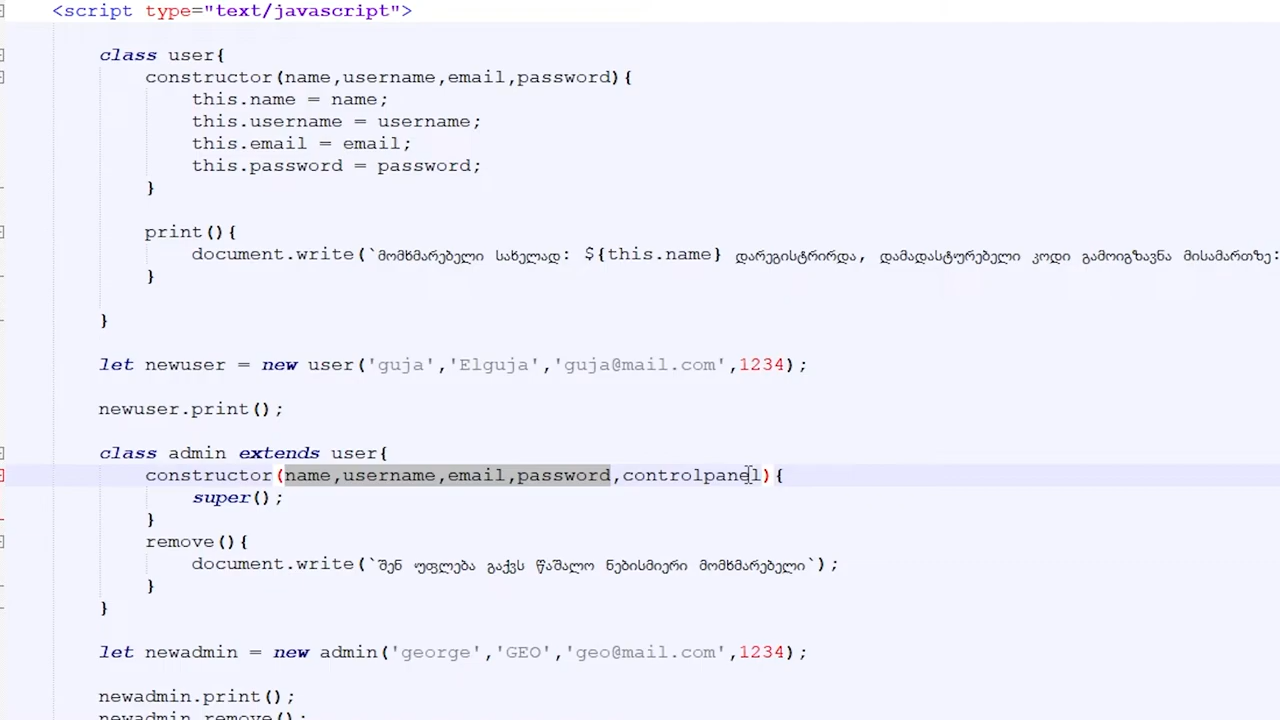 <script type="text/javascript">
class user{
constructor(name,username,email,password){
this.name = name;
this.username = username;
this.email = email;
this.password = password;
}
print(){
document.write(`მომხმარებელი სახელად: ${this.name} დარეგისტრირდა, დამადასტურებელი კოდი გამოიგზავნა მისამართზე:
}
}
let newuser = new user('guja','Elguja','guja@mail.com',1234);
newuser.print();
class admin extends user{
constructor(name,username,email,password,controlpanel){
super();
}
remove(){
document.write(`შენ უფლება გაქვს წაშალო ნებისმიერი მომხმარებელი`);
}
}
let newadmin = new admin('george','GEO','geo@mail.com',1234);
newadmin.print();
newadmin.remove();